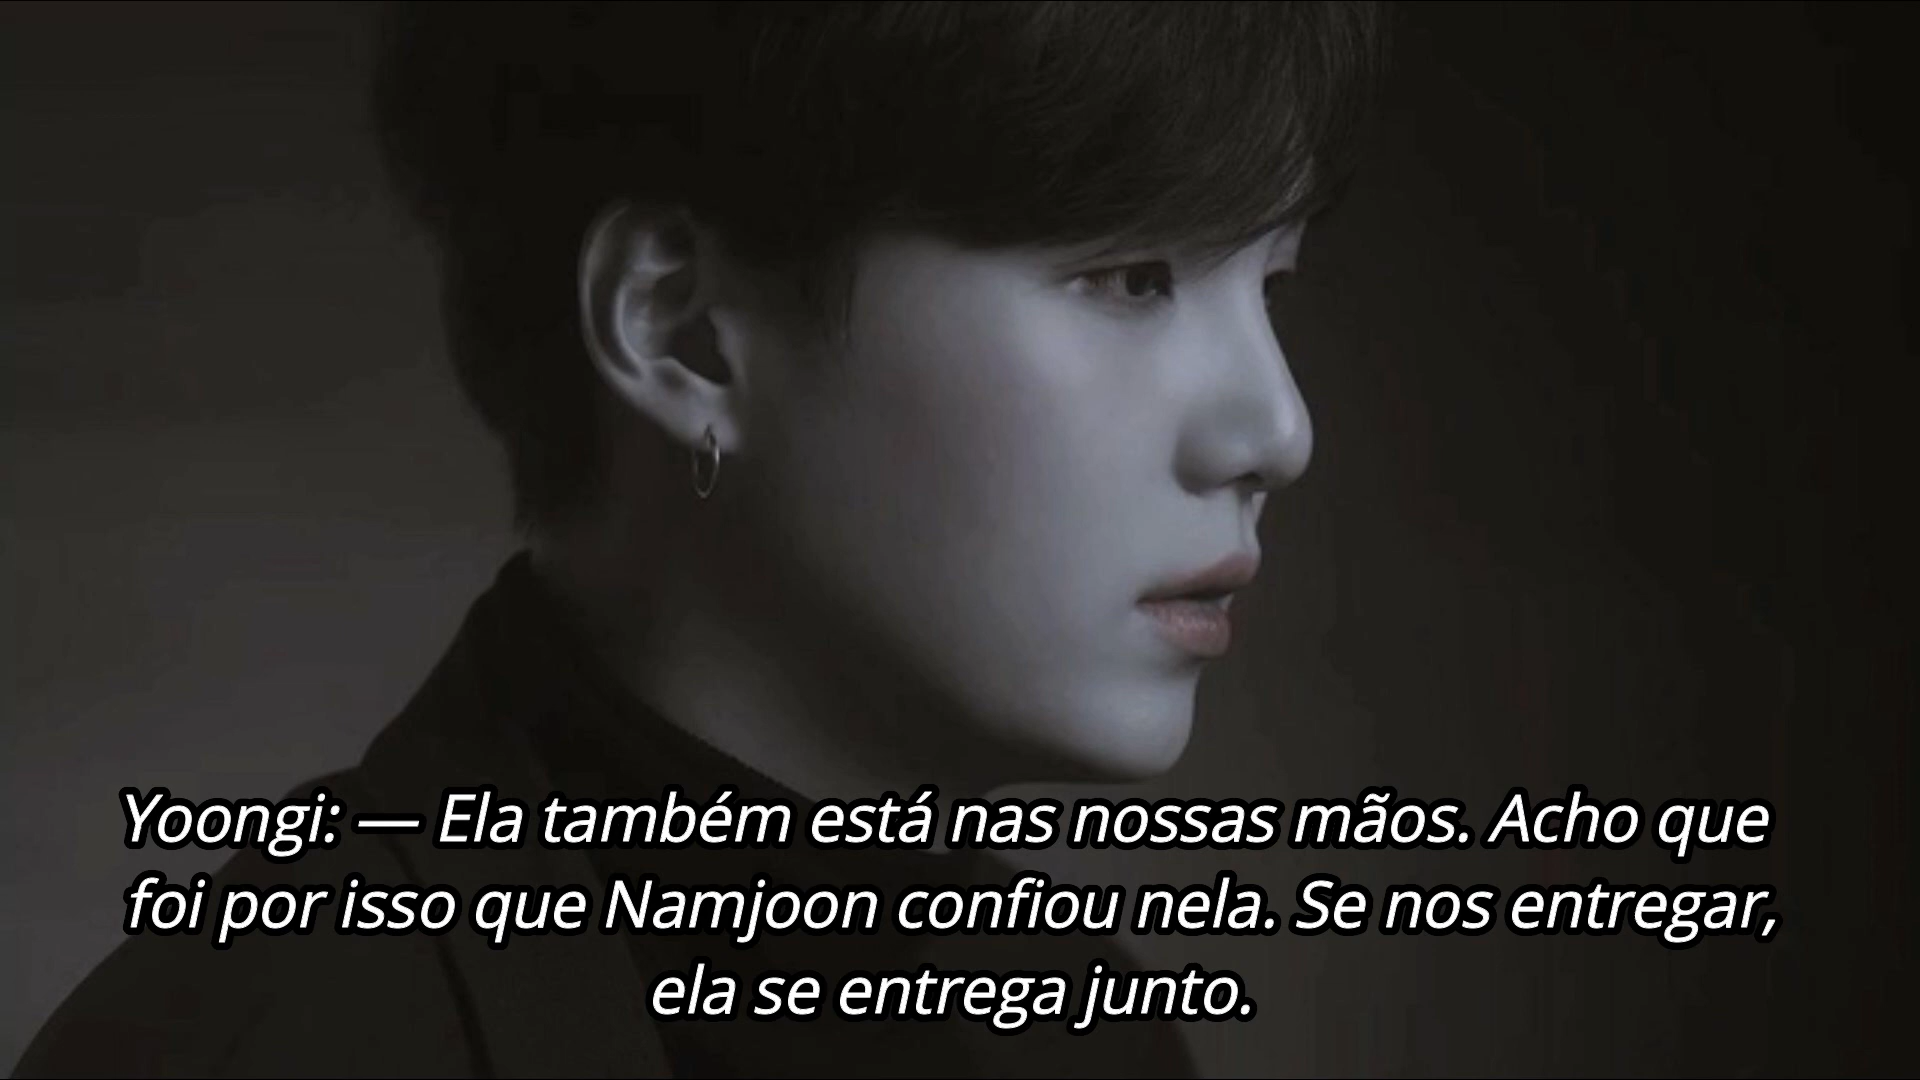 Yoongi: — Ela também está nas nossas mãos. Acho que
foi por isso que Namjoon confiou nela. Se nos entregar,
ela se entrega junto.